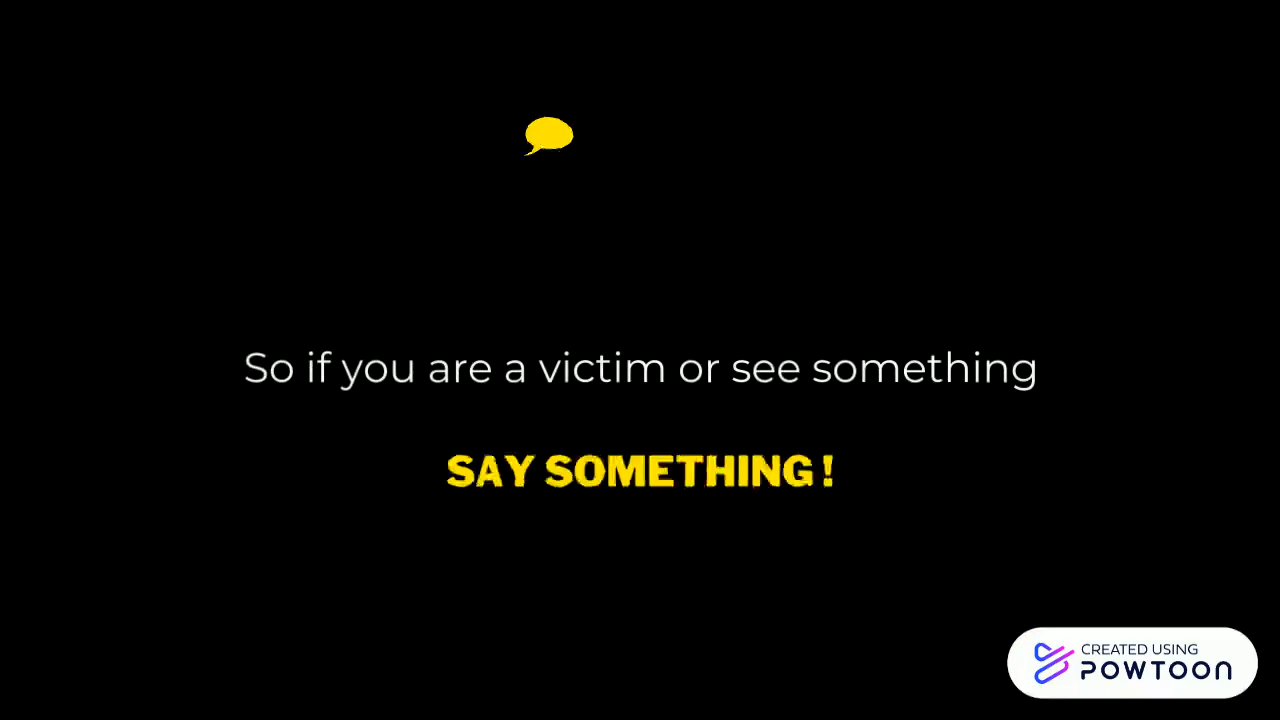 So if you are a victim or see something
SAY SOMETHING!
CREATED USING
POWTOON